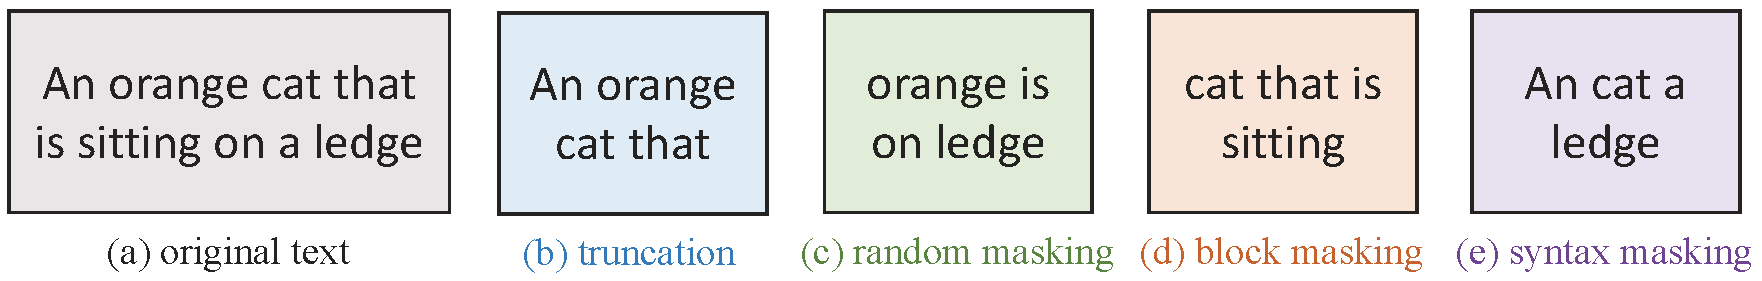 An orange cat that
is sitting on a ledge
(a) original text
An orange
cat that
(b) truncation
orange is
on ledge
(c) random masking
cat that is
sitting
(d) block masking
An cat a
ledge
(e) syntax masking